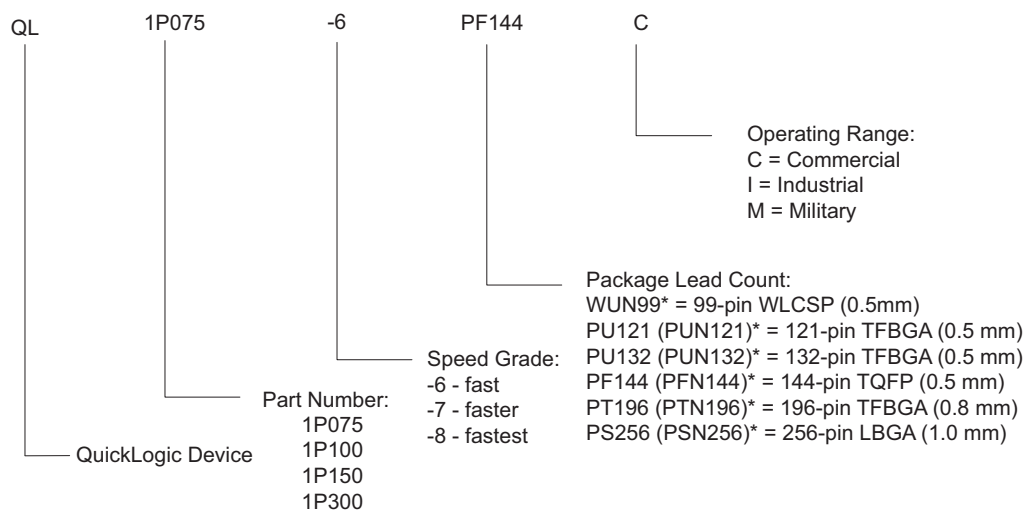 QL 1P075 -6 PF144 C
Operating Range:
C = Commercial
I = Industrial
M = Military
Package Lead Count:
WUN99* = 99-pin WLCSP (0.5mm)
PU121 (PUN121)* = 121-pin TFBGA (0.5 mm)
PU132 (PUN132)* = 132-pin TFBGA (0.5 mm)
PF144 (PFN144)* = 144-pin TQFP (0.5 mm)
PT196 (PTN196)* = 196-pin TFBGA (0.8 mm)
PS256 (PSN256)* = 256-pin LBGA (1.0 mm)
Speed Grade:
-6 - fast
-7 - faster
-8 - fastest
Part Number:
1P075
1P100
1P150
1P300
QuickLogic Device